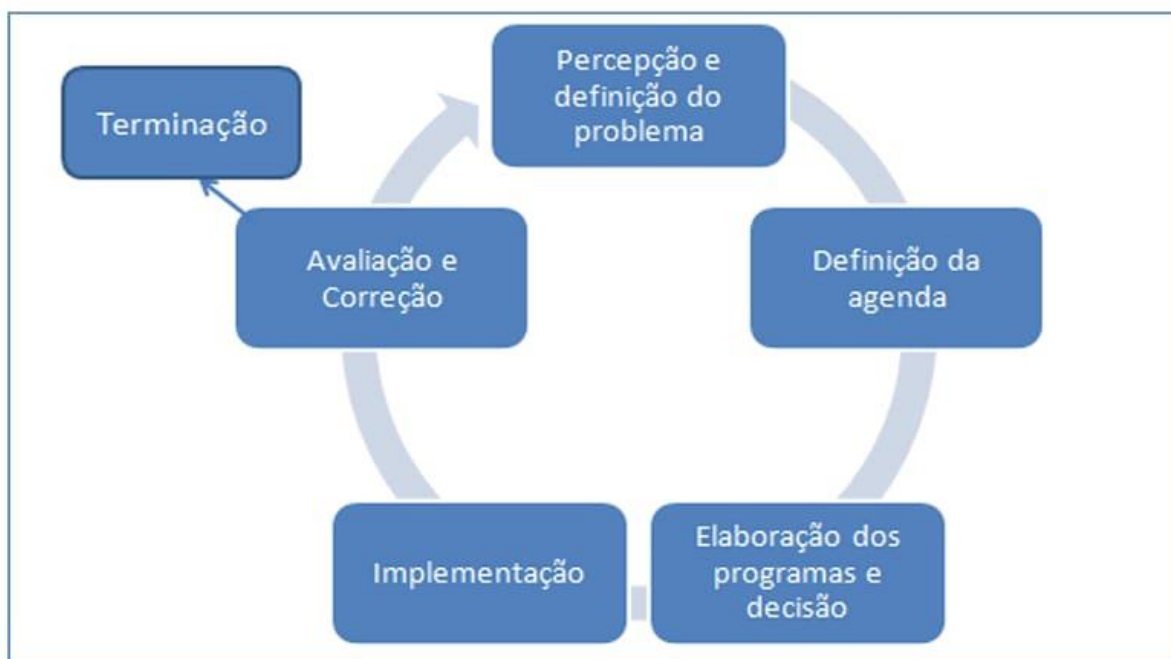 Percepção e
definição do
problema
Definição da
agenda
Elaboração dos
programas e
decisão
Implementação
Avaliação e
Correção
Terminação